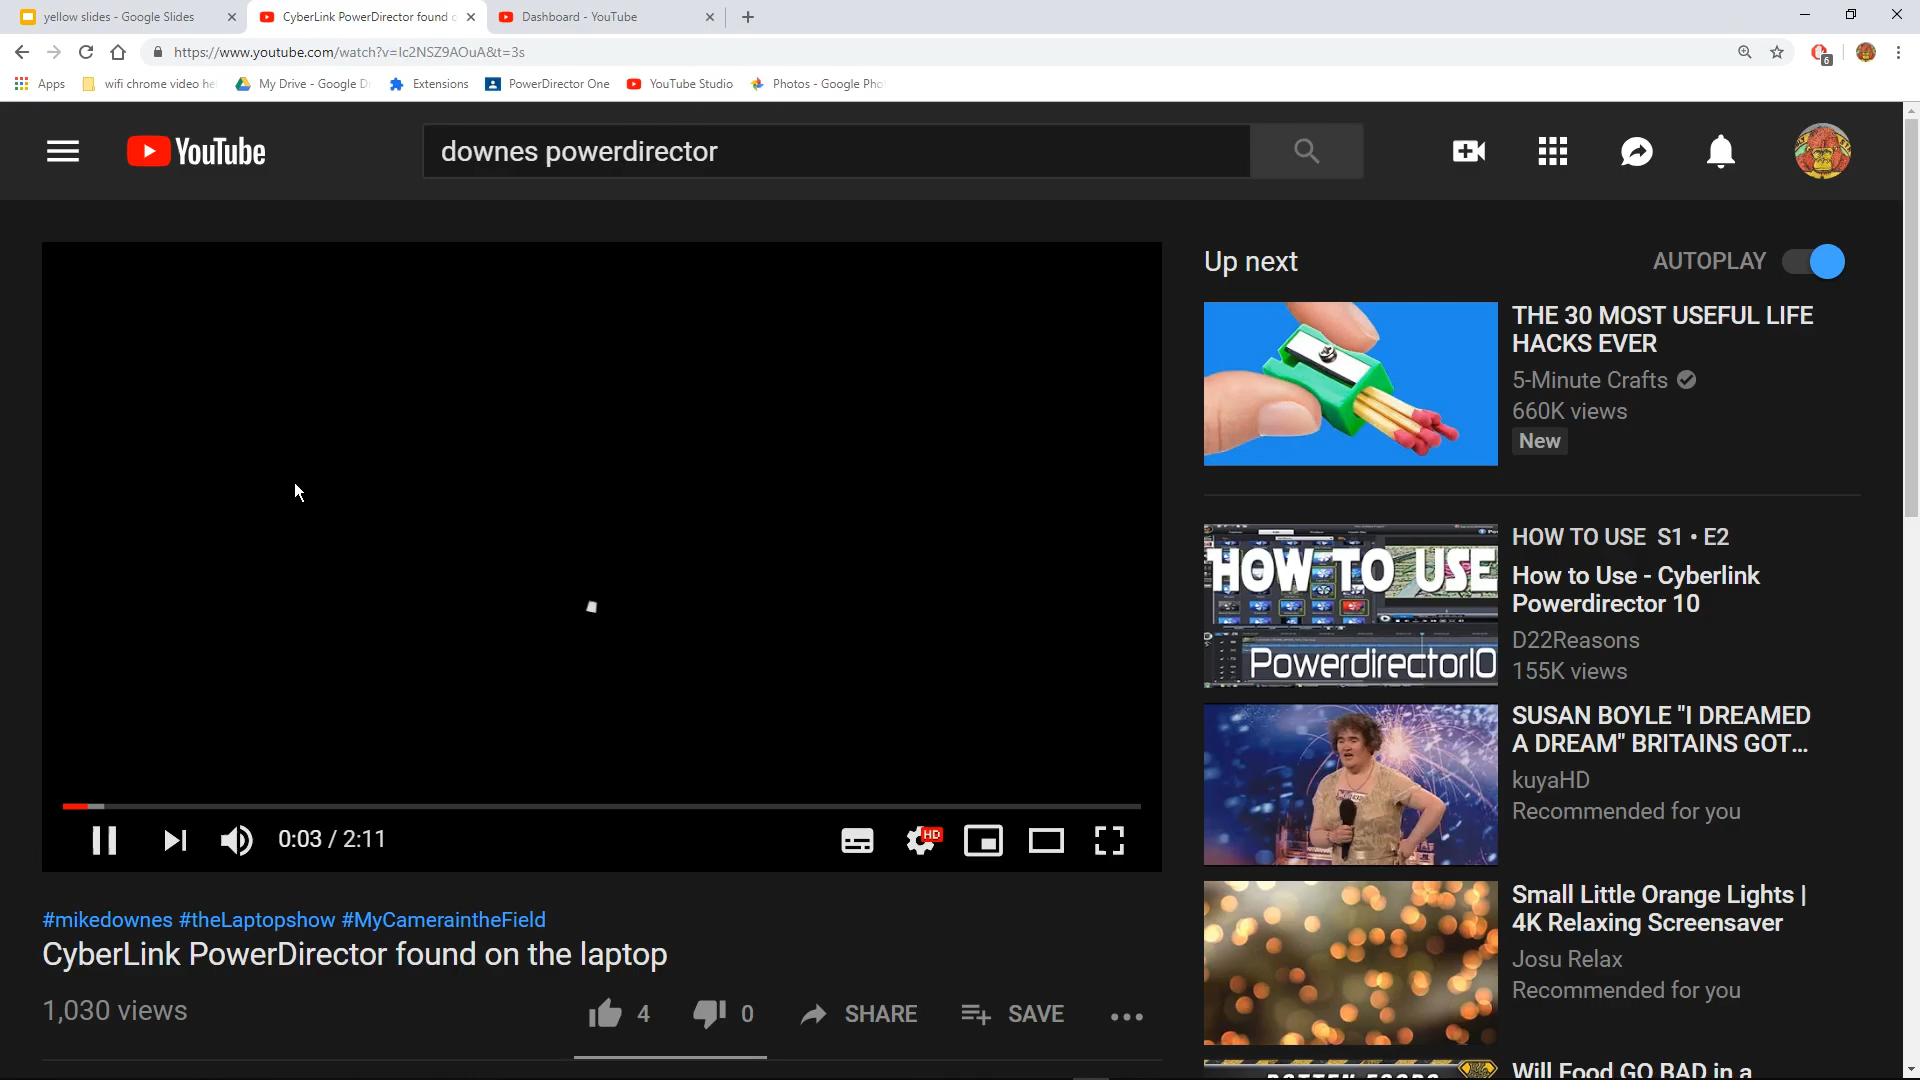 yellow slides - Google Slides
CyberLink PowerDirector found o
Dashboard - YouTube
https://www.youtube.com/watch?v=Ic2NSZ9AOuA&t=3s
6
Apps
wifi chrome video he
My Drive - Google D
Extensions
PowerDirector One
YouTube Studio
Photos - Google Pho
YouTube
downes powerdirector
Up next
AUTOPLAY
THE 30 MOST USEFUL LIFE
HACKS EVER
5-Minute Crafts
660K views
New
HOW TO USE
Powerdirector10
HOW TO USE S1 • E2
How to Use - Cyberlink
Powerdirector 10
D22Reasons
155K views
SUSAN BOYLE "I DREAMED
A DREAM" BRITAINS GOT...
kuyaHD
Recommended for you
0:03 / 2:11
HD
#mikedownes #theLaptopshow #MyCameraintheField
CyberLink PowerDirector found on the laptop
1,030 views
4
0
SHARE
SAVE
Small Little Orange Lights |
4K Relaxing Screensaver
Josu Relax
Recommended for you
ROTTEN FOODS
Will Food GO BAD in a